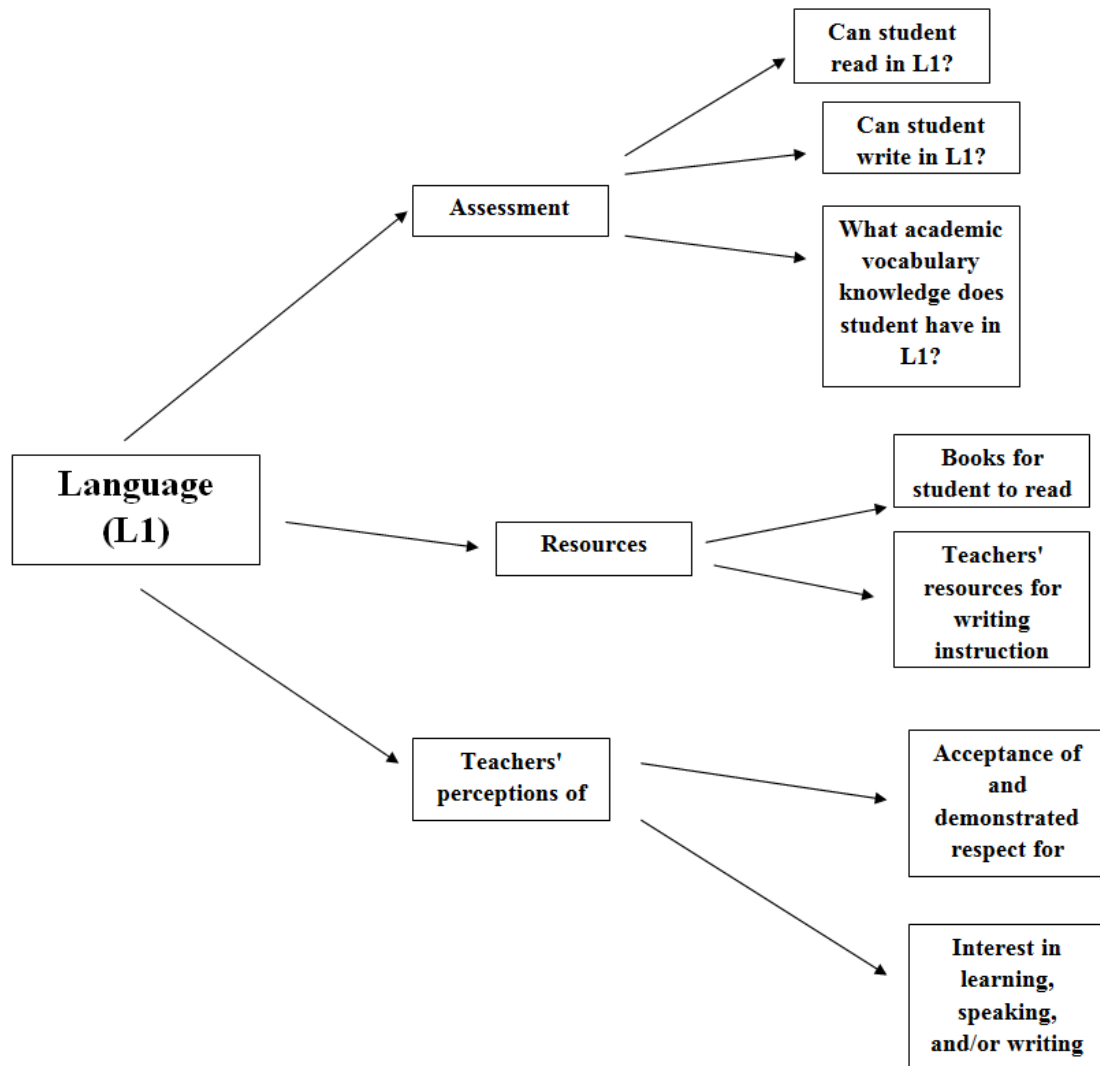 Can student
read in L1?
Can student
write in L1?
Assessment
What academic
vocabulary
knowledge does
student have in
L1?
Language
(L1)
Books for
student to read
Resources
Teachers'
resources for
writing
instruction
Teachers'
perceptions of
Acceptance of
and
demonstrated
respect for
Interest in
learning,
speaking,
and/or writing